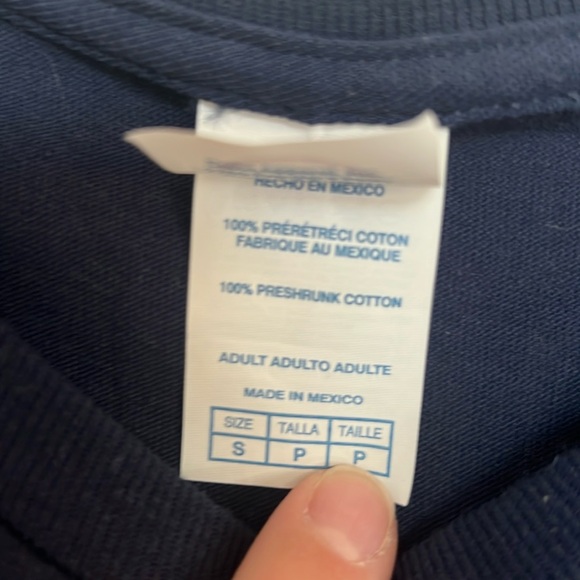 HECHO EN MEXICO
100% PRÉRÉTRÉCI COTON
FABRIQUE AU MEXIQUE
100% PRESHRUNK COTTON
ADULT ADULTO ADULTE
MADE IN MEXICO
SIZE TALLA TAILLE
S P P